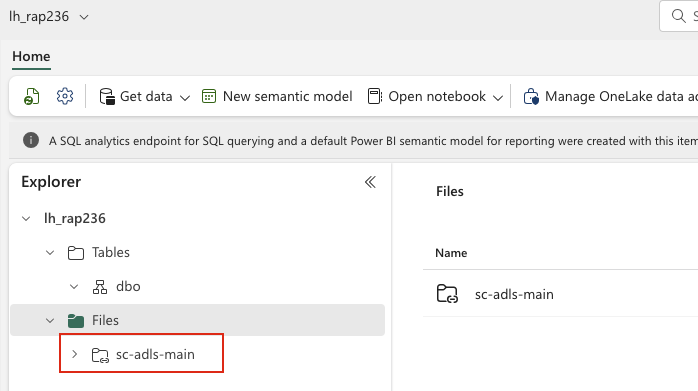 lh_rap236
S
Home
Get data
New semantic model
Open notebook
Manage OneLake data ac
A SQL analytics endpoint for SQL querying and a default Power BI semantic model for reporting were created with this item
Explorer
lh_rap236
Tables
dbo
Files
sc-adls-main
Files
Name
sc-adls-main